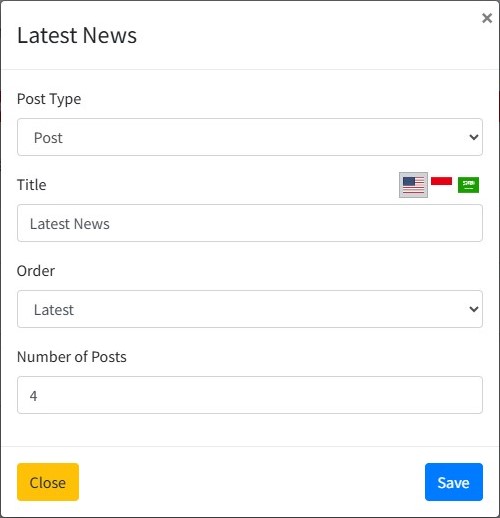 ×
Latest News
Post Type
Post
Title
Latest News
Order
Latest
Number of Posts
4
Close
Save